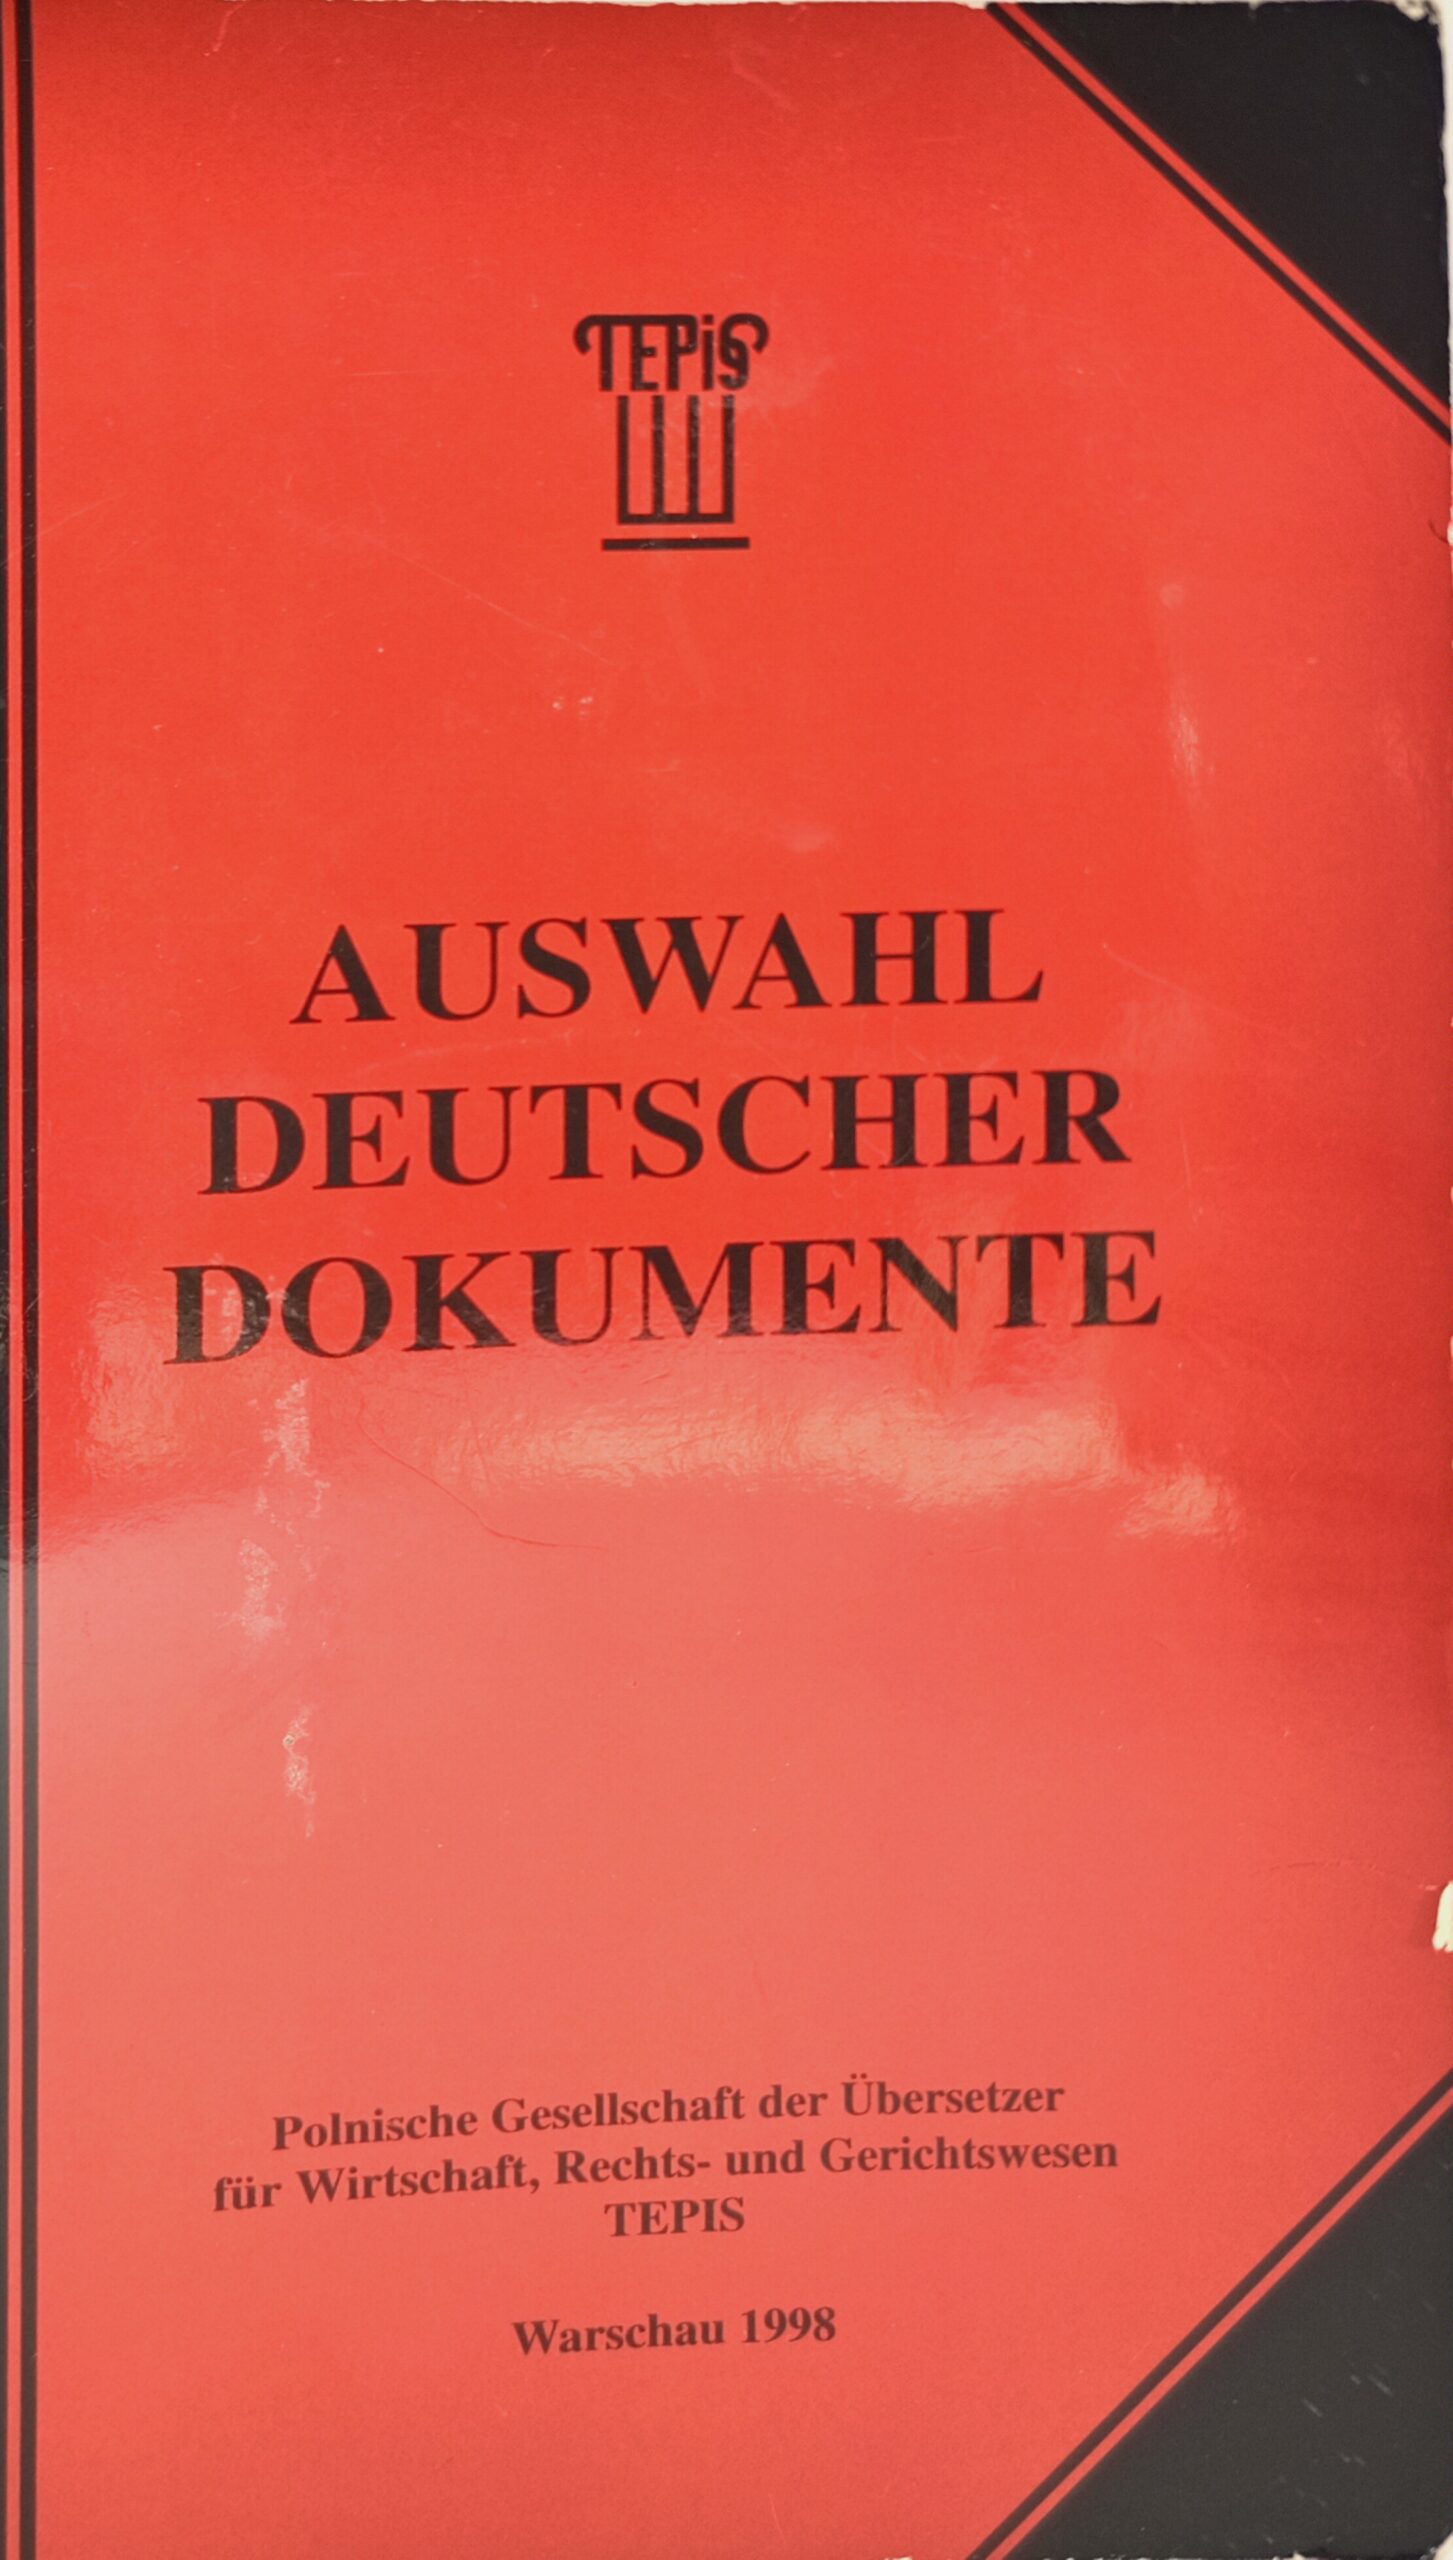 TEPiS
AUSWAHL
DEUTSCHER
DOKUMENTE
Polnische Gesellschaft der Übersetzer
für Wirtschaft, Rechts- und Gerichtswesen
TEPIS
Warschau 1998